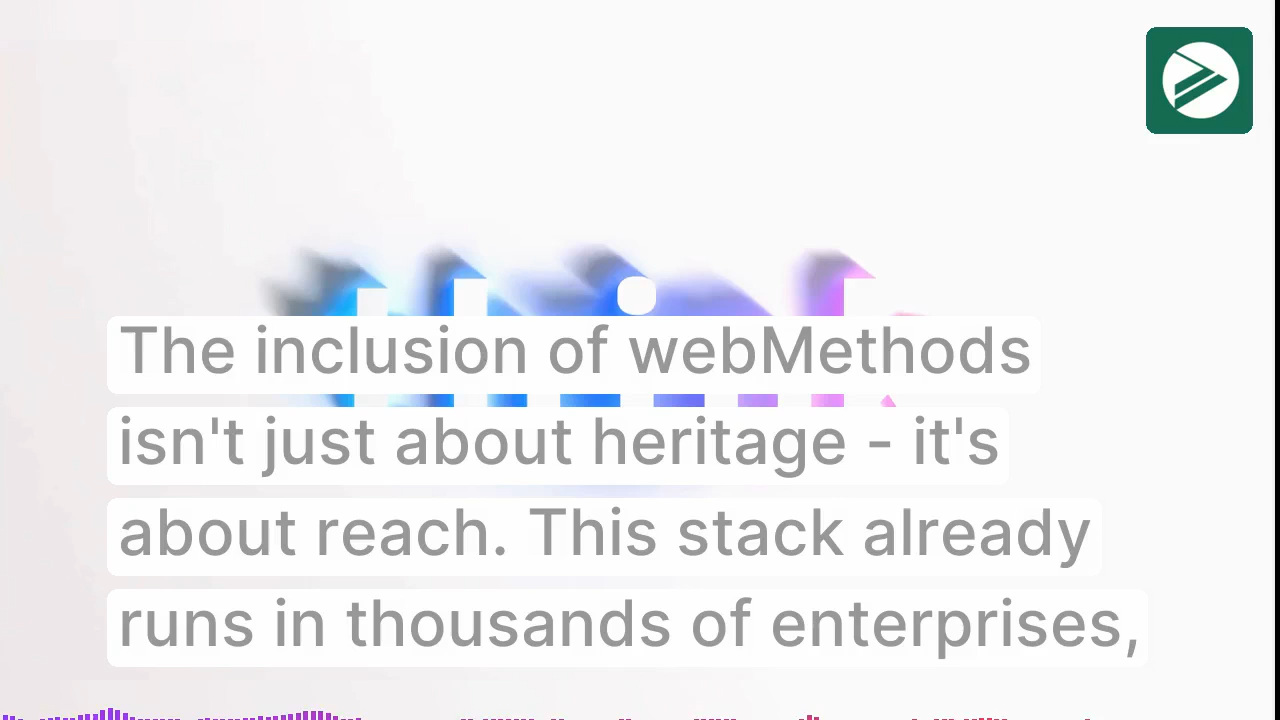 The inclusion of webMethods
isn't just about heritage - it's
about reach. This stack already
runs in thousands of enterprises,